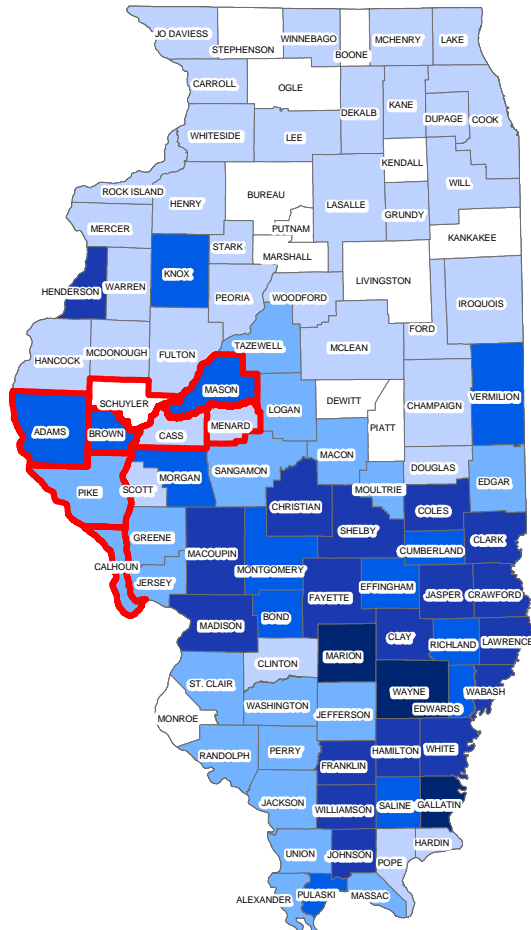 JO DAVIESS
STEPHENSON
WINNEBAGO
BOONE
MCHENRY
LAKE
CARROLL
OGLE
DEKALB
KANE
DUPAGE
COOK
WHITESIDE
LEE
KENDALL
WILL
ROCK ISLAND
HENRY
BUREAU
LASALLE
GRUNDY
MERCER
PUTNAM
KANKAKEE
STARK
MARSHALL
KNOX
LIVINGSTON
HENDERSON
WARREN
PEORIA
WOODFORD
IROQUOIS
FORD
TAZEWELL
MCLEAN
HANCOCK
MCDONOUGH
FULTON
MASON
VERMILION
SCHUYLER
LOGAN
DEWITT
CHAMPAIGN
ADAMS
BROWN
CASS
MENARD
PIATT
MACON
DOUGLAS
SANGAMON
MORGAN
EDGAR
PIKE
SCOTT
MOULTRIE
CHRISTIAN
COLES
SHELBY
GREENE
MACOUPIN
CLARK
CUMBERLAND
CALHOUN
MONTGOMERY
JERSEY
EFFINGHAM
FAYETTE
JASPER
CRAWFORD
MADISON
BOND
CLAY
RICHLAND
LAWRENCE
CLINTON
MARION
ST. CLAIR
WAYNE
WABASH
WASHINGTON
EDWARDS
MONROE
JEFFERSON
RANDOLPH
PERRY
HAMILTON
WHITE
FRANKLIN
JACKSON
WILLIAMSON
SALINE
GALLATIN
UNION
JOHNSON
POPE
HARDIN
ALEXANDER
PULASKI
MASSAC